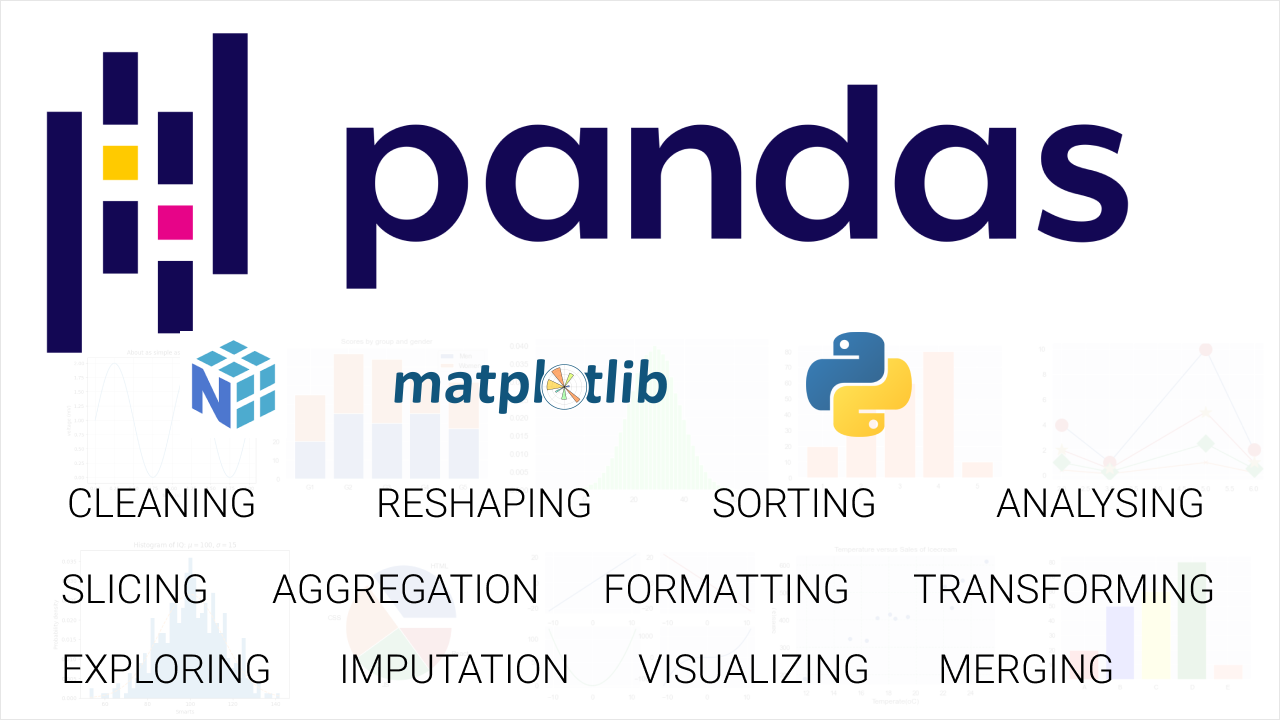 pandas
N
matplotlib
CLEANING RESHAPING SORTING ANALYSING
SLICING AGGREGATION FORMATTING TRANSFORMING
EXPLORING IMPUTATION VISUALIZING MERGING